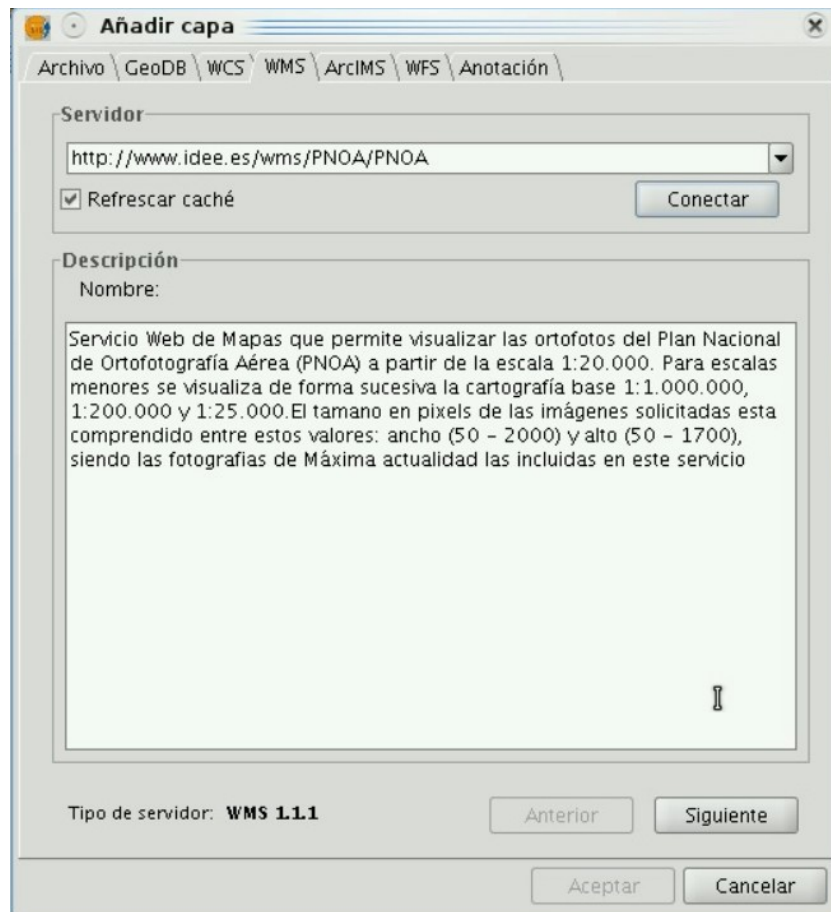 Añadir capa
Archivo \ GeoDB \ WCS WMS \ ArcIMS \ WFS \ Anotación \
Servidor
http://www.idee.es/wms/PNOA/PNOA
Refrescar caché
Conectar
Descripción
Nombre:
Servicio Web de Mapas que permite visualizar las ortofotos del Plan Nacional
de Ortofotografía Aérea (PNOA) a partir de la escala 1:20.000. Para escalas
menores se visualiza de forma sucesiva la cartografía base 1:1.000.000,
1:200.000 y 1:25.000.El tamano en pixels de las imágenes solicitadas esta
comprendido entre estos valores: ancho (50 - 2000) y alto (50 - 1700),
siendo las fotografias de Máxima actualidad las incluidas en este servicio
Tipo de servidor: WMS 1.1.1
Anterior
Siguiente
Aceptar
Cancelar